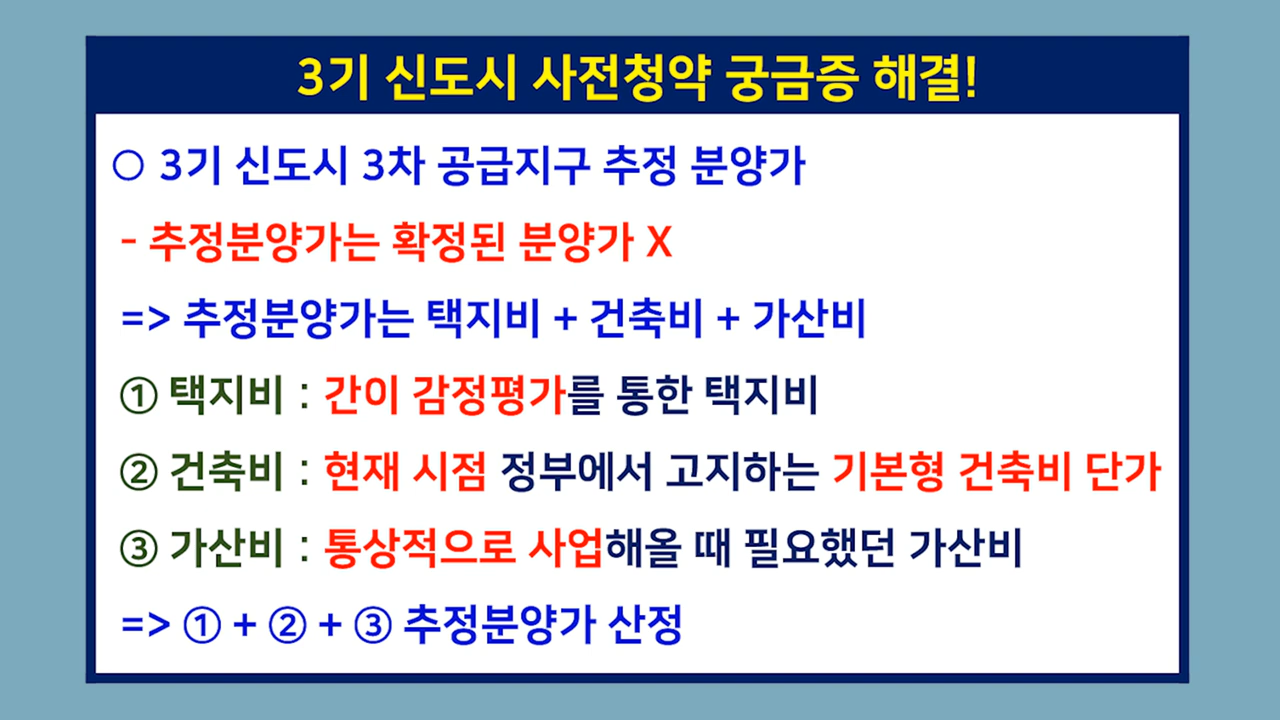 3기 신도시 사전청약 궁금증 해결!
○ 3기 신도시 3차 공급지구 추정 분양가
- 추정분양가는 확정된 분양가 X
=> 추정분양가는 택지비 + 건축비 + 가산비
① 택지비 : 간이 감정평가를 통한 택지비
② 건축비 : 현재 시점 정부에서 고지하는 기본형 건축비 단가
③ 가산비 : 통상적으로 사업해올 때 필요했던 가산비
=> ① + ② + ③ 추정분양가 산정